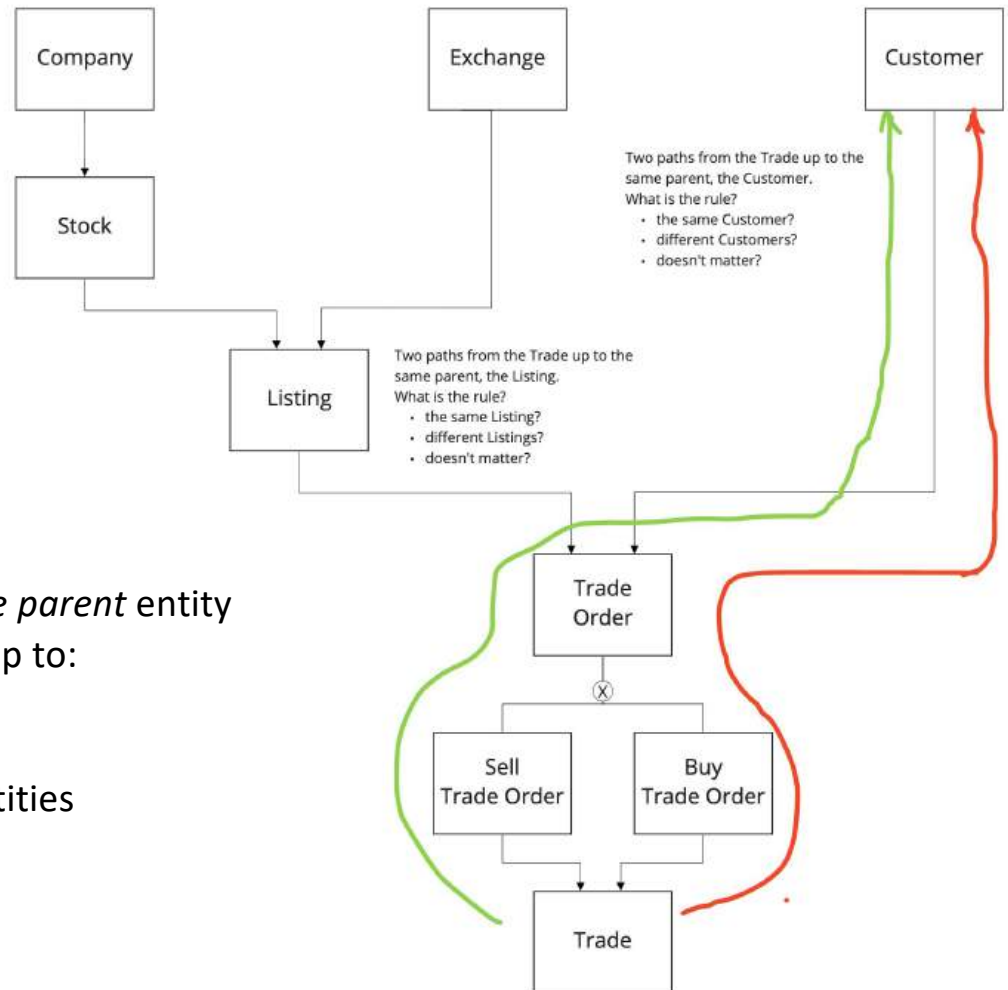 Company
Exchange
Customer
Two paths from the Trade up to the
same parent, the Customer.
What is the rule?
• the same Customer?
• different Customers?
• doesn't matter?
Stock
Listing
Two paths from the Trade up to the
same parent, the Listing.
What is the rule?
• the same Listing?
• different Listings?
• doesn't matter?
Trade
Order
parent entity
p to:
X
Sell
Trade Order
Buy
Trade Order
tities
Trade